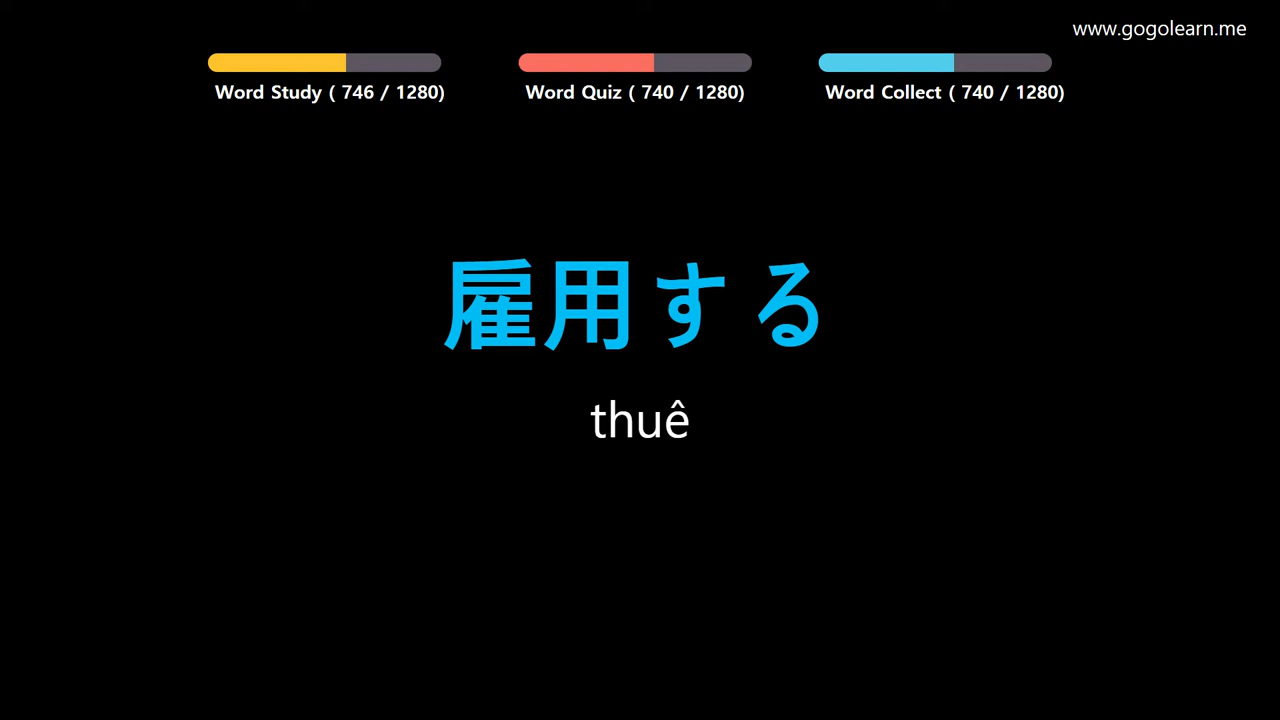 www.gogolearn.me
Word Study ( 746 / 1280)
Word Quiz ( 740 / 1280)
Word Collect ( 740 / 1280)
雇用する
thuê